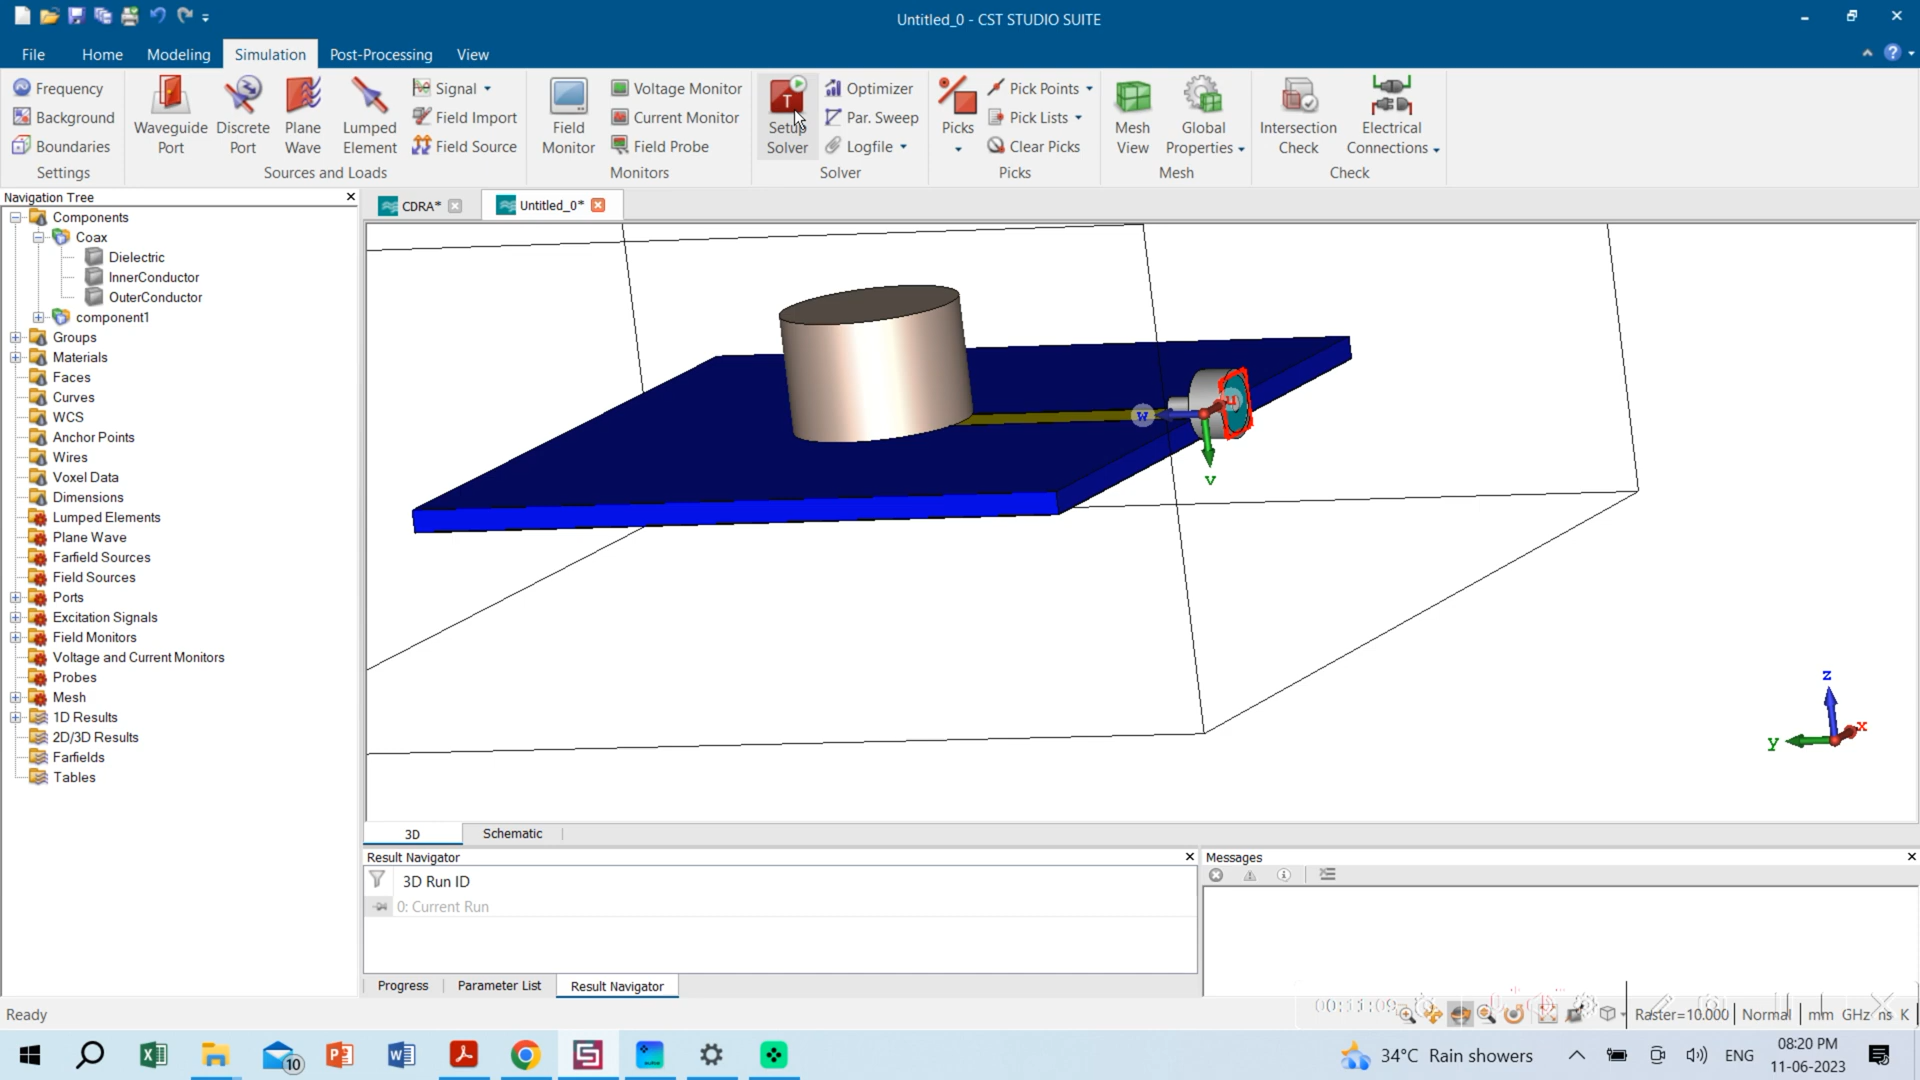 Untitled_0 - CST STUDIO SUITE
File Home Modeling Simulation Post-Processing View
Frequency
Background
Boundaries
Settings
Waveguide Port
Discrete Port
Plane Wave
Lumped Element
Signal
Field Import
Field Source
Sources and Loads
Field Monitor
Voltage Monitor
Current Monitor
Field Probe
Monitors
T
Setup Solver
Optimizer
Par. Sweep
Logfile
Solver
Picks
Pick Points
Pick Lists
Clear Picks
Picks
Mesh View
Global Properties
Mesh
Intersection Check
Electrical Connections
Check
Navigation Tree
Components
Coax
Dielectric
InnerConductor
OuterConductor
component1
Groups
Materials
Faces
Curves
WCS
Anchor Points
Wires
Voxel Data
Dimensions
Lumped Elements
Plane Wave
Farfield Sources
Field Sources
Ports
Excitation Signals
Field Monitors
Voltage and Current Monitors
Probes
Mesh
1D Results
2D/3D Results
Farfields
Tables
CDRA*
Untitled_0*
w
u
v
z
y
x
3D Schematic
Result Navigator
3D Run ID
0: Current Run
Progress Parameter List Result Navigator
Messages
Ready
00:11:09
Raster=10.000 Normal mm GHz ns K
10
34°C Rain showers
ENG
08:20 PM
11-06-2023